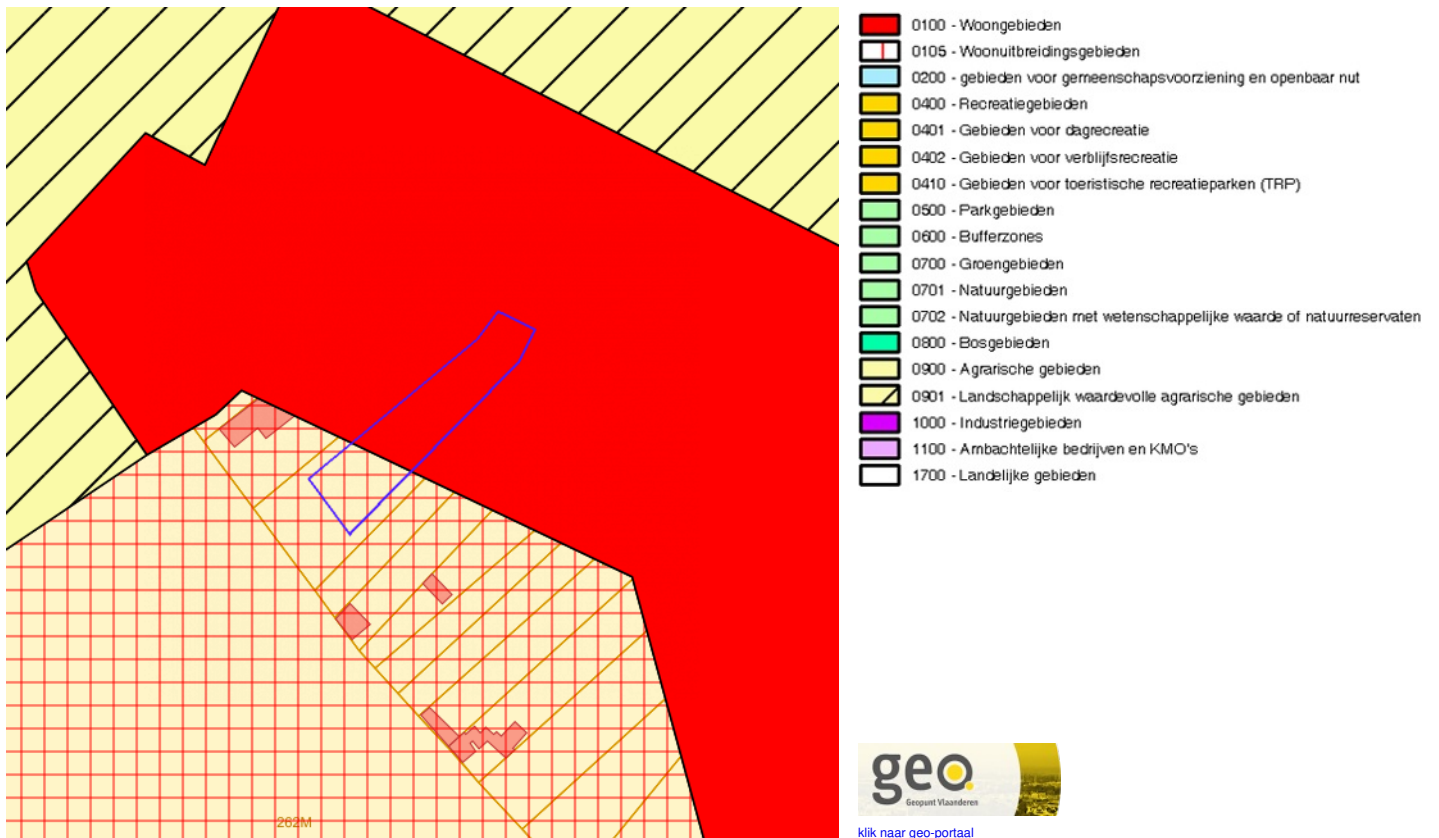 0100 - Woongebieden
0105 - Woonuitbreidingsgebieden
0200 - gebieden voor gemeenschapsvoorziening en openbaar nut
0400 - Recreatiegebieden
0401 - Gebieden voor dagrecreatie
0402 - Gebieden voor verblijfsrecreatie
0410 - Gebieden voor toeristische recreatieparken (TRP)
0500 - Parkgebieden
0600 - Bufferzones
0700 - Groengebieden
0701 - Natuurgebieden
0702 - Natuurgebieden met wetenschappelijke waarde of natuurreservaten
0800 - Bosgebieden
0900 - Agrarische gebieden
0901 - Landschappelijk waardevolle agrarische gebieden
1000 - Industriegebieden
1100 - Ambachtelijke bedrijven en KMO's
1700 - Landelijke gebieden
geo
Geopunt Vlaanderen
klik naar geo-portaal
262M